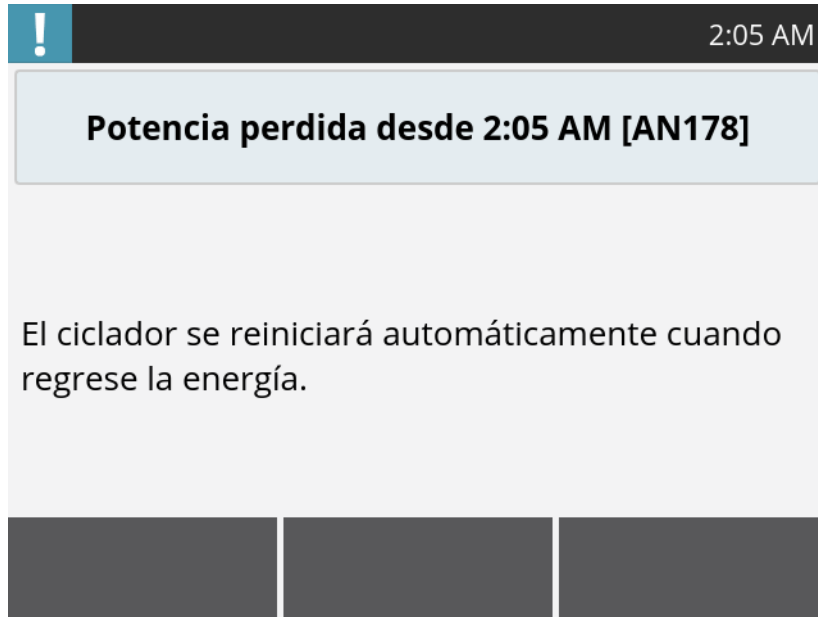 !
2:05 AM
Potencia perdida desde 2:05 AM [AN178]
El ciclador se reiniciará automáticamente cuando
regrese la energía.